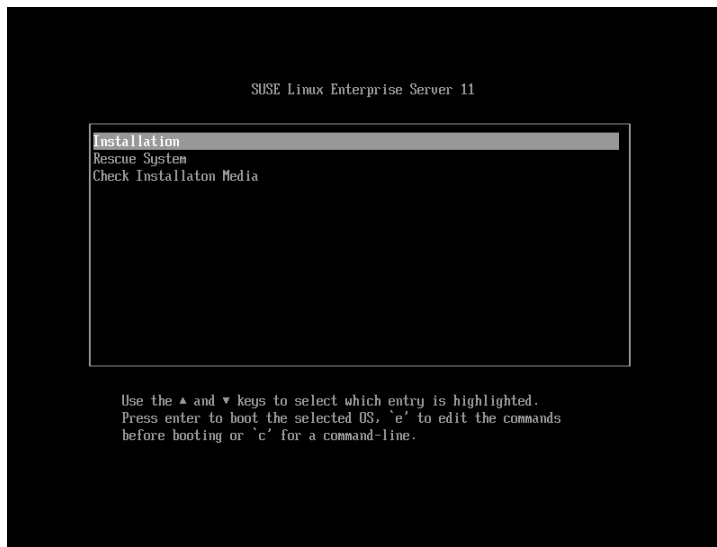 SUSE Linux Enterprise Server 11
Installation
Rescue System
Check Installaton Media
Use the ▲ and ▼ keys to select which entry is highlighted.
Press enter to boot the selected OS, `e' to edit the commands
before booting or `c' for a command-line.